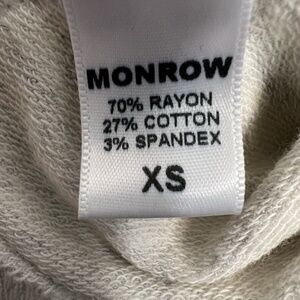 MONROW
70% RAYON
27% COTTON
3% SPANDEX
XS